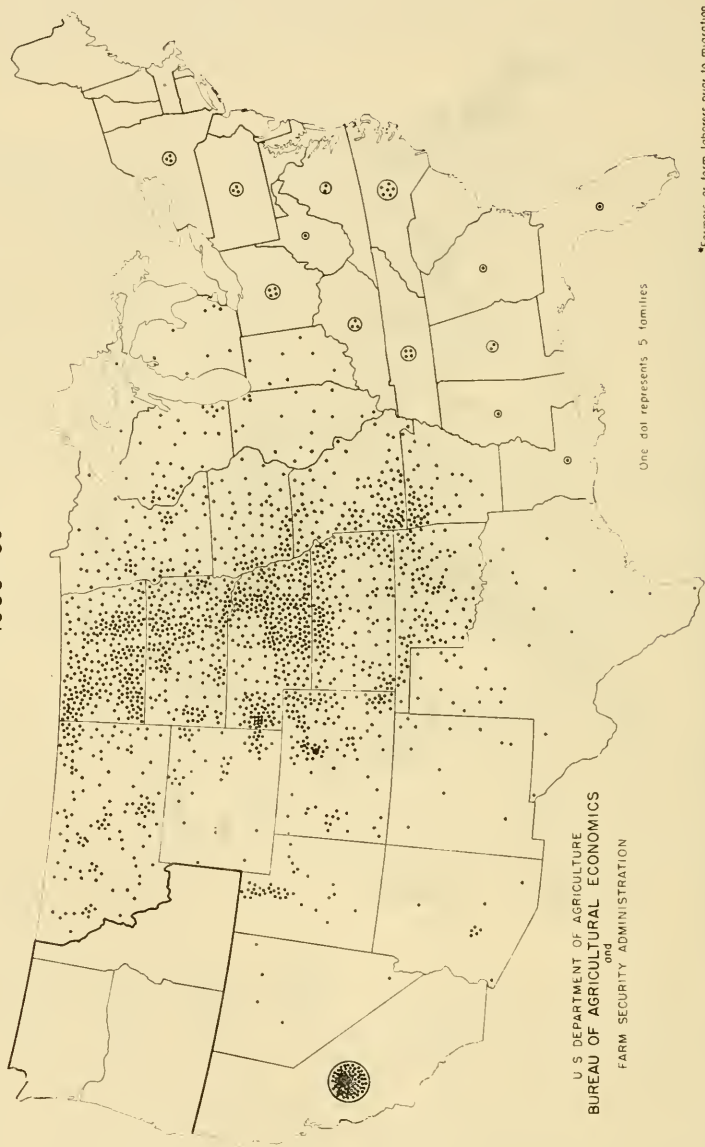 One dot represents 5 families
U S DEPARTMENT OF AGRICULTURE
BUREAU OF AGRICULTURAL ECONOMICS
and
FARM SECURITY ADMINISTRATION